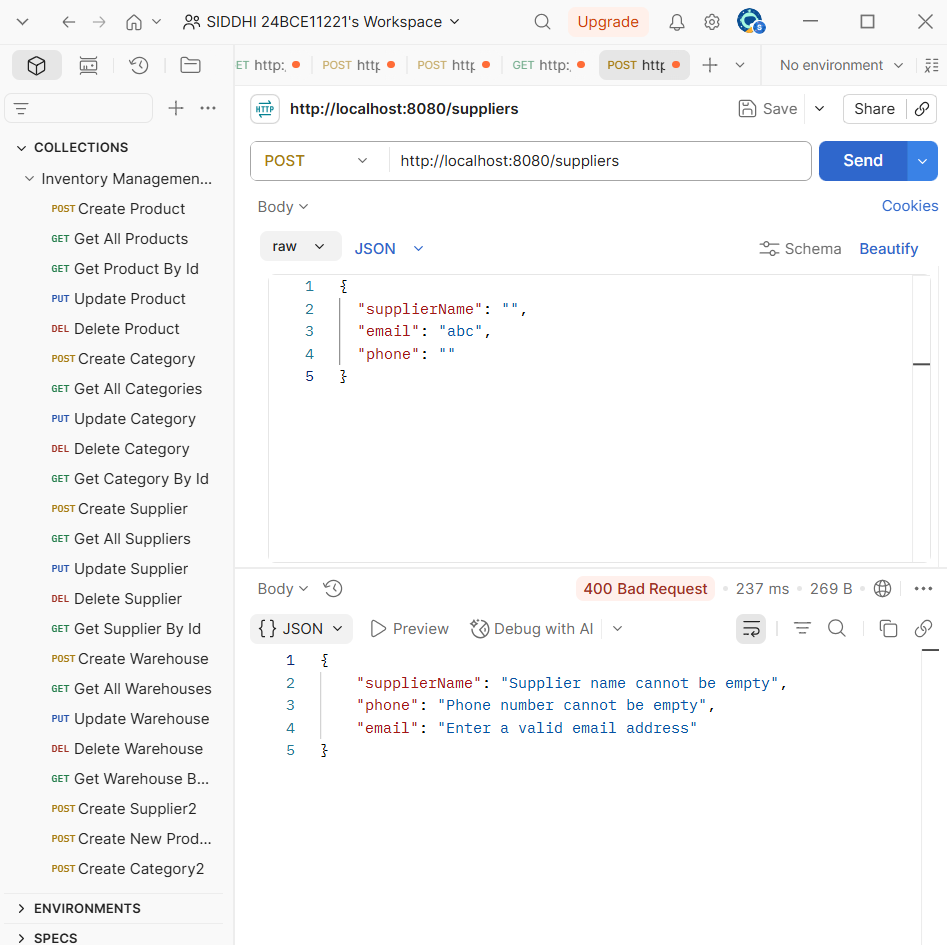 SIDDHI 24BCE11221's Workspace
Upgrade
ET http:
POST http
POST http
GET http:
POST http
No environment
HTTP
http://localhost:8080/suppliers
Save
Share
POST
http://localhost:8080/suppliers
Send
Body
Cookies
raw
JSON
Schema
Beautify
1 {
2 "supplierName": "",
3 "email": "abc",
4 "phone": ""
5 }
COLLECTIONS
Inventory Managemen...
POST Create Product
GET Get All Products
GET Get Product By Id
PUT Update Product
DEL Delete Product
POST Create Category
GET Get All Categories
PUT Update Category
DEL Delete Category
GET Get Category By Id
POST Create Supplier
GET Get All Suppliers
PUT Update Supplier
DEL Delete Supplier
GET Get Supplier By Id
POST Create Warehouse
GET Get All Warehouses
PUT Update Warehouse
DEL Delete Warehouse
GET Get Warehouse B...
POST Create Supplier2
POST Create New Prod...
POST Create Category2
ENVIRONMENTS
SPECS
Body
400 Bad Request
237 ms
269 B
{ } JSON
Preview
Debug with AI
1 {
2 "supplierName": "Supplier name cannot be empty",
3 "phone": "Phone number cannot be empty",
4 "email": "Enter a valid email address"
5 }